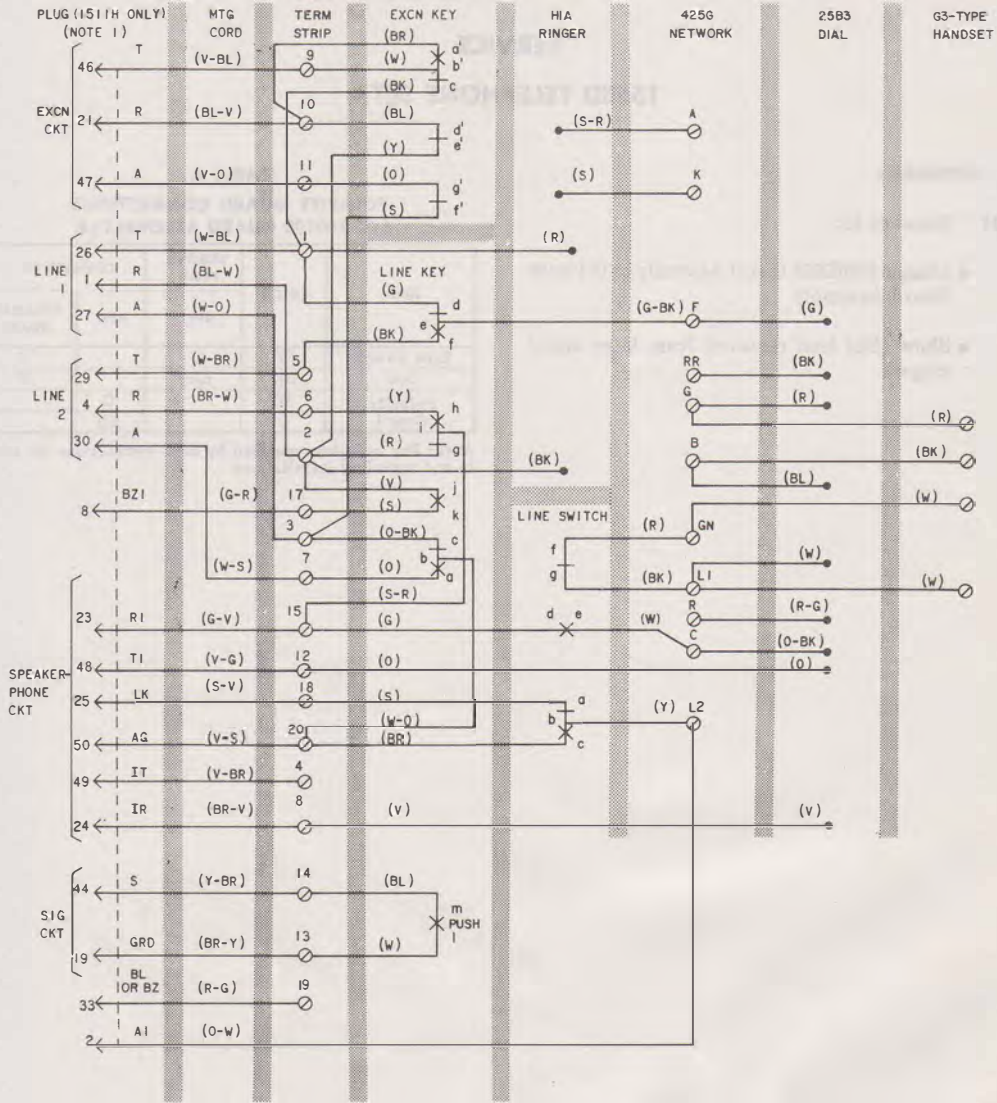 PLUG (1511H ONLY) MTG TERM EXCN KEY HIA 425G 25B3 G3-TYPE
(NOTE 1) CORD STRIP RINGER NETWORK DIAL HANDSET
(BR)
T a'
46 (V-BL) 9 (W) b'
(BK) c
10
EXCN R (BL-V) (BL) d' (S-R) A
CKT 21 (Y) e'
11
A (V-O) (O) g' (S) K
47 (S) f'
T (W-BL) 1 (R)
26
LINE R (BL-W) LINE KEY
1 1 (G)
A (W-O) d (G-BK) F (G)
27 (BK) e
f
T (W-BR) 5 RR (BK)
29
LINE R (BR-W) 6 (Y) h G (R)
2 4 i (R)
A 2 (R) g B (BK)
30 (BK) (BL)
(V) j
BZ1 (G-R) 17 (S) k (W)
8 LINE SWITCH
3 (O-BK) c (R) GN
b f
(W-S) 7 (O) a g (BK) L1 (W) (W)
(S-R)
15 R (R-G)
23 R1 (G-V) (G) d e (W) C (O-BK)
T1 (V-G) 12 (O) (O)
SPEAKER- 48
PHONE LK (S-V) 18 (S) a
CKT 25 (W-O) b (Y) L2
AG (V-S) 20 (BR) c
50
IT (V-BR) 4
49
IR (BR-V) 8 (V) (V)
24
S (Y-BR) 14 (BL)
44
SIG m
CKT PUSH
1
GRD (BR-Y) 13 (W)
19
BL
OR BZ (R-G) 19
33
A1 (O-W)
2